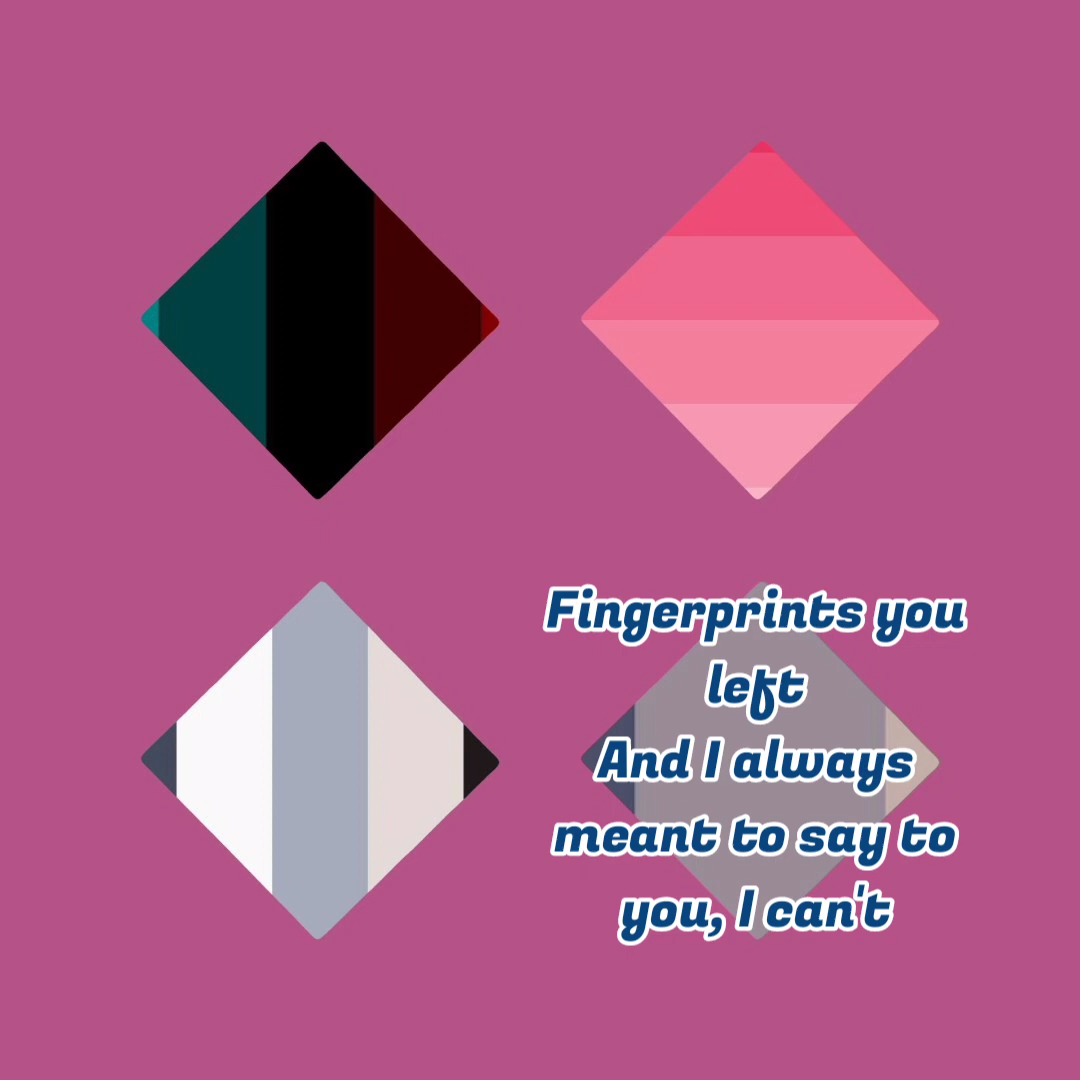 Fingerprints you
left
And I always
meant to say to
you, I can't